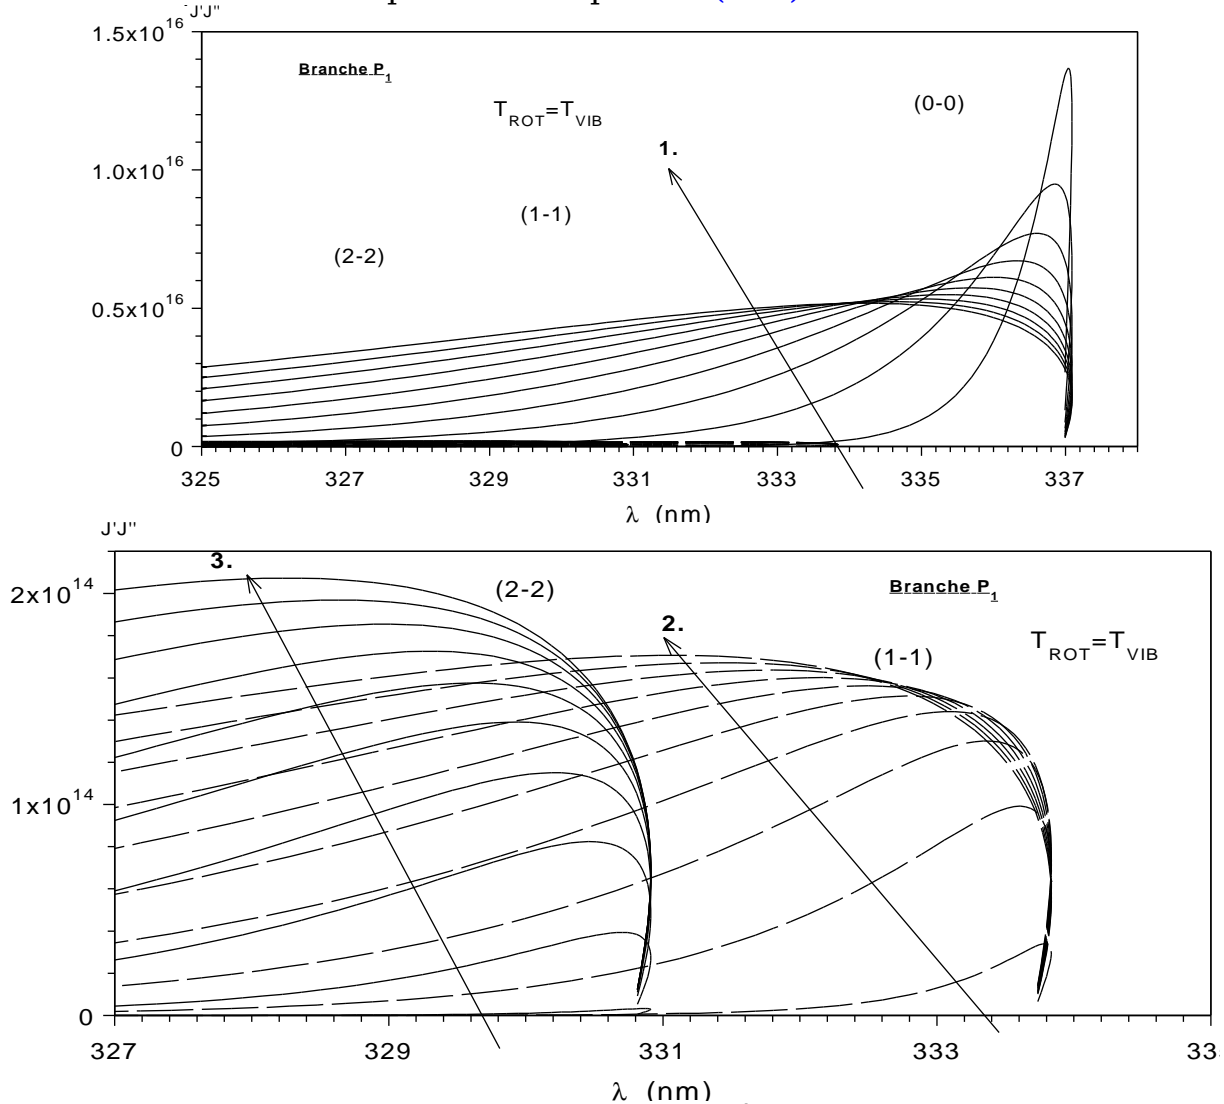 J'J"
1.5x10^16
Branche P_1
T_ROT=T_VIB
(0-0)
1.
1.0x10^16
(1-1)
(2-2)
0.5x10^16
0
325 327 329 331 333 335 337
λ (nm)
J'J"
3.
(2-2)
Branche P_1
2x10^14
2.
(1-1)
T_ROT=T_VIB
1x10^14
0
327 329 331 333
λ (nm)